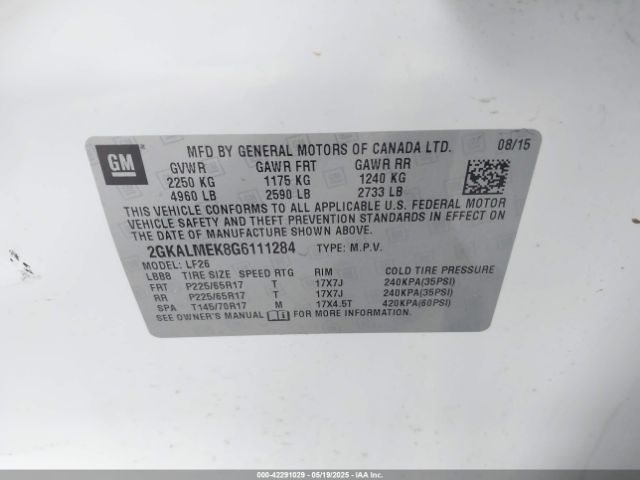 GM
MFD BY GENERAL MOTORS OF CANADA LTD. 08/15
GVWR GAWR FRT GAWR RR
2250 KG 1175 KG 1240 KG
4960 LB 2590 LB 2733 LB
THIS VEHICLE CONFORMS TO ALL APPLICABLE U.S. FEDERAL MOTOR
VEHICLE SAFETY AND THEFT PREVENTION STANDARDS IN EFFECT ON
THE DATE OF MANUFACTURE SHOWN ABOVE.
2GKALMEK8G6111284 TYPE: M.P.V.
MODEL: LF26
LBB8 TIRE SIZE SPEED RTG RIM COLD TIRE PRESSURE
FRT P225/65R17 T 17X7J 240KPA(35PSI)
RR P225/65R17 T 17X7J 240KPA(35PSI)
SPA T145/70R17 M 17X4.5T 420KPA(60PSI)
SEE OWNER'S MANUAL FOR MORE INFORMATION
000-42291029 - 05/19/2025 - IAAI.COM